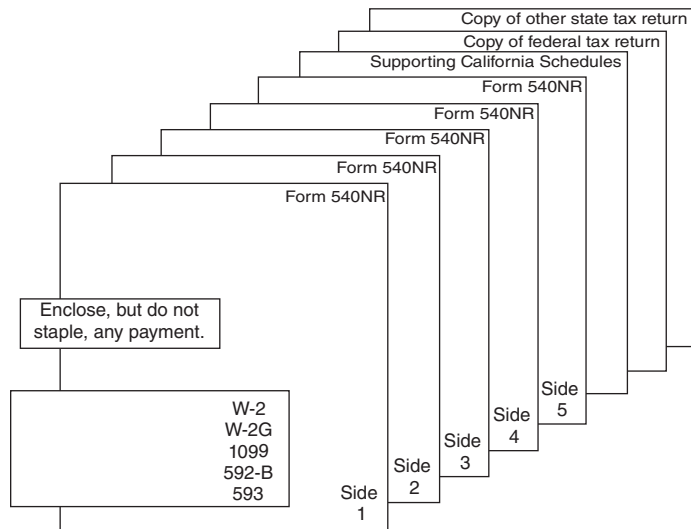 Copy of other state tax return
Copy of federal tax return
Supporting California Schedules
Form 540NR
Form 540NR
Form 540NR
Form 540NR
Form 540NR
Enclose, but do not
staple, any payment.
W-2
W-2G
1099
592-B
593
Side
1
Side
2
Side
3
Side
4
Side
5